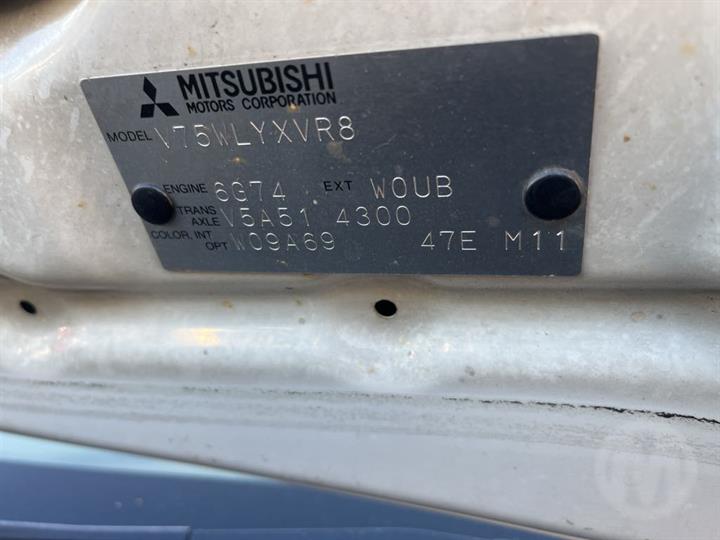 MITSUBISHI
MOTORS CORPORATION
MODEL V75WLYXVR8
ENGINE 6G74 EXT W0UB
TRANS AXLE V5A51 4300
COLOR, INT OPT W09A69 47E M11
M